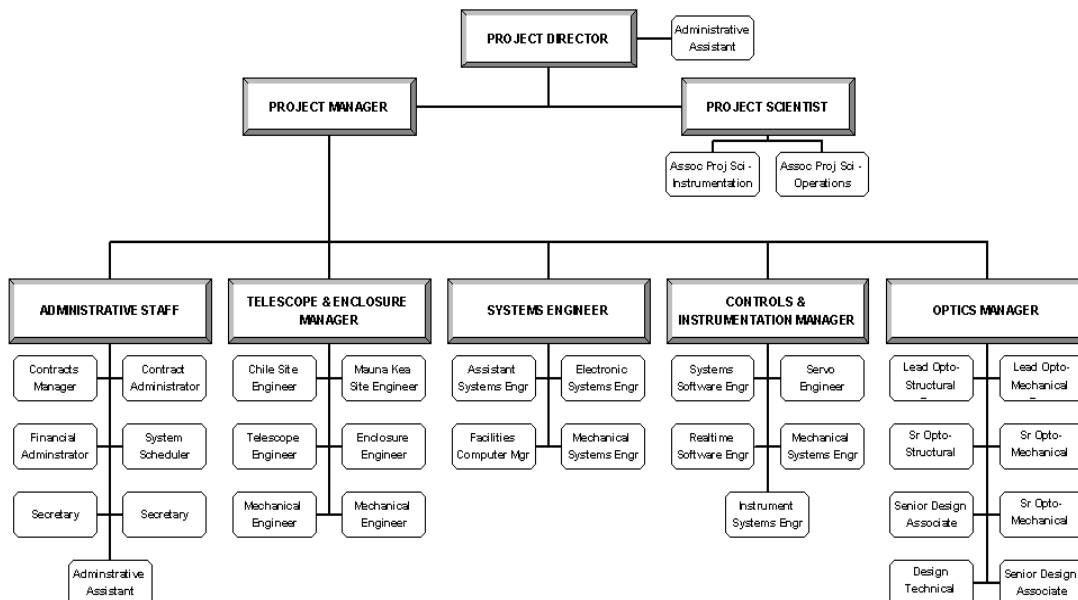 PROJECT DIRECTOR
Administrative
Assistant
PROJECT MANAGER
PROJECT SCIENTIST
Assoc Proj Sci -
Instrumentation
Assoc Proj Sci -
Operations
ADMINISTRATIVE STAFF
TELESCOPE & ENCLOSURE
MANAGER
SYSTEMS ENGINEER
CONTROLS &
INSTRUMENTATION MANAGER
OPTICS MANAGER
Contracts
Manager
Contract
Administrator
Chile Site
Engineer
Mauna Kea
Site Engineer
Assistant
Systems Engr
Electronic
Systems Engr
Systems
Software Engr
Servo
Engineer
Lead Opto-
Structural
Lead Opto-
Mechanical
Financial
Adminstrator
System
Scheduler
Telescope
Engineer
Enclosure
Engineer
Facilities
Computer Mgr
Mechanical
Systems Engr
Realtime
Software Engr
Mechanical
Systems Engr
Sr Opto-
Structural
Sr Opto-
Mechanical
Secretary
Secretary
Mechanical
Engineer
Mechanical
Engineer
Instrument
Systems Engr
Senior Design
Associate
Sr Opto-
Mechanical
Adminstrative
Assistant
Design
Technical
Senior Design
Associate